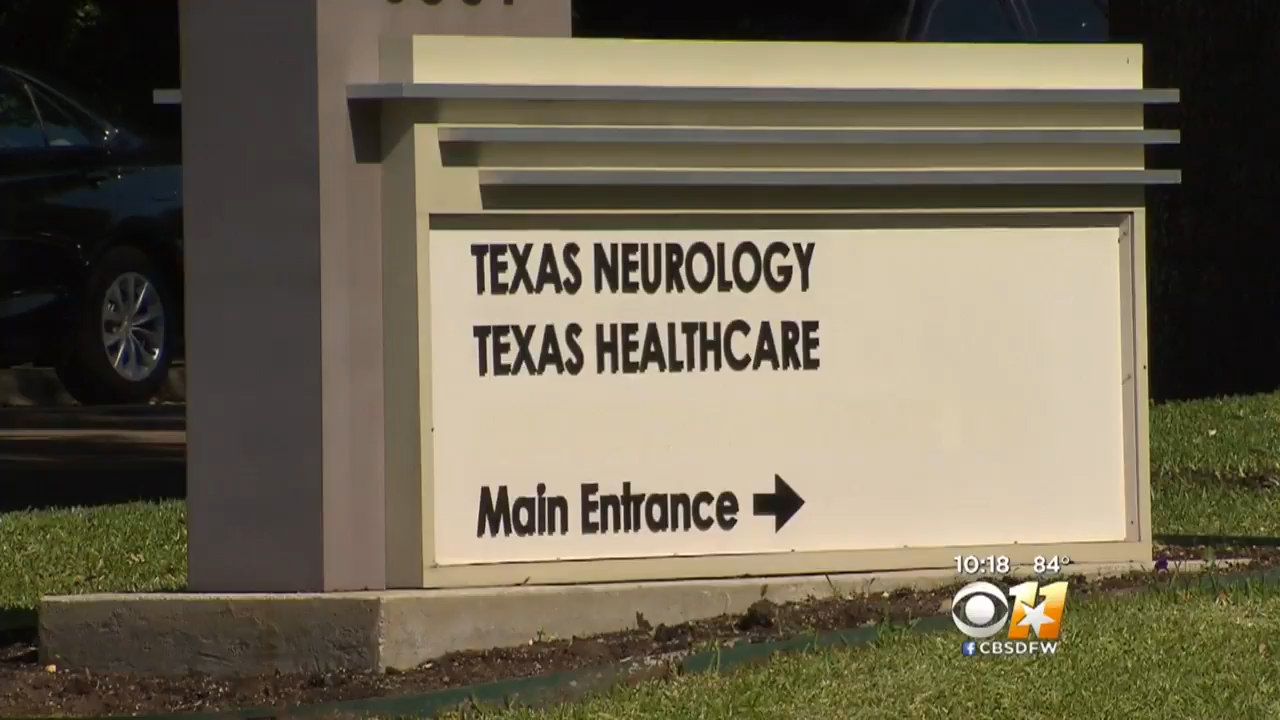 TEXAS NEUROLOGY
TEXAS HEALTHCARE
Main Entrance →
10:18 84°
11
f CBSDFW